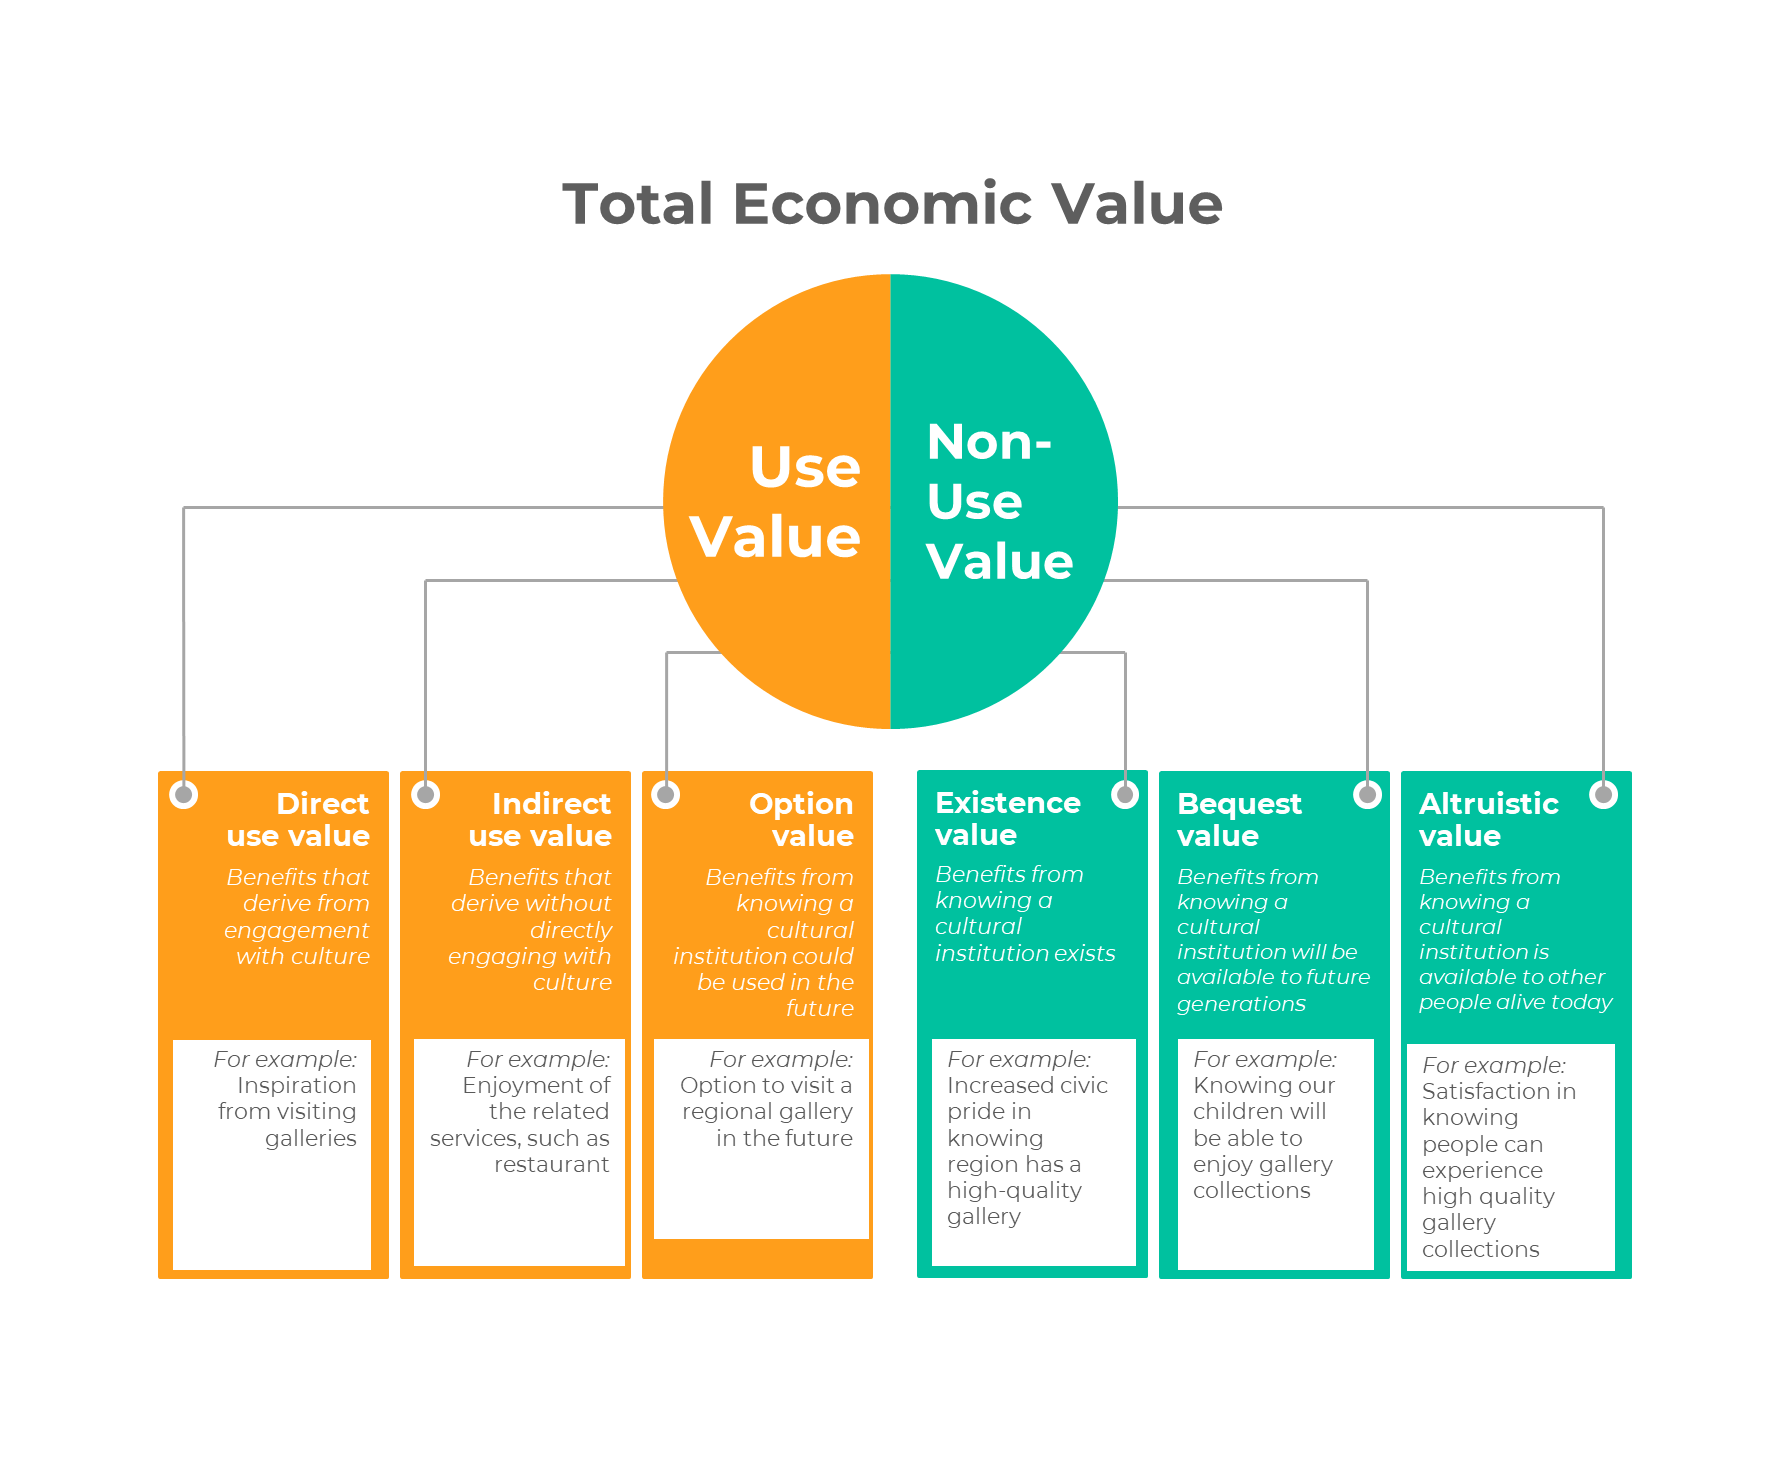 Total Economic Value
Use
Value
Non-
Use
Value
Direct
use value
Benefits that
derive from
engagement
with culture
For example:
Inspiration
from visiting
galleries
Indirect
use value
Benefits that
derive without
directly
engaging with
culture
For example:
Enjoyment of
the related
services, such as
restaurant
Option
value
Benefits from
knowing a
cultural
institution could
be used in the
future
For example:
Option to visit a
regional gallery
in the future
Existence
value
Benefits from
knowing a
cultural
institution exists
For example:
Increased civic
pride in
knowing
region has a
high-quality
gallery
Bequest
value
Benefits from
knowing a
cultural
institution will be
available to future
generations
For example:
Knowing our
children will
be able to
enjoy gallery
collections
Altruistic
value
Benefits from
knowing a
cultural
institution is
available to other
people alive today
For example:
Satisfaction in
knowing
people can
experience
high quality
gallery
collections